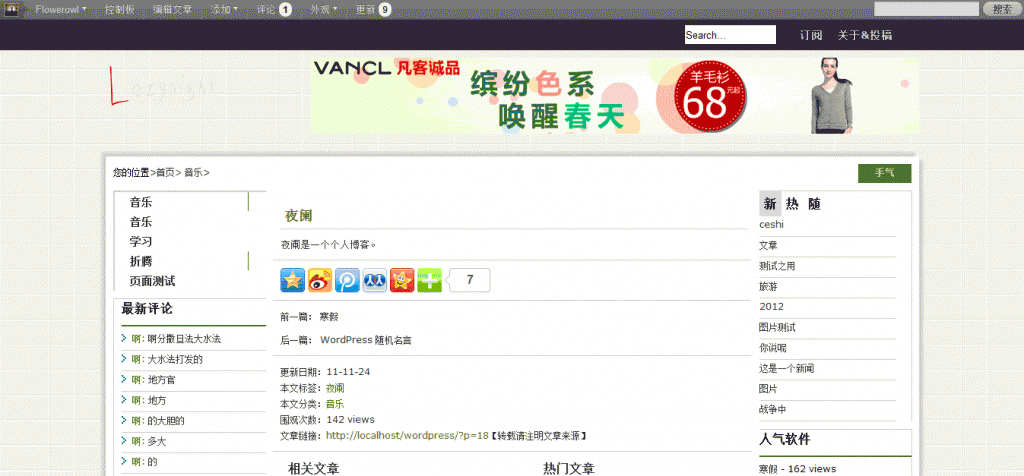 Flowerowl 控制板 编辑文章 添加 评论 1 外观 更新 9 搜索
Search... 订阅 关于&投稿
Lazynight
VANCL 凡客诚品
缤纷色系
唤醒春天
羊毛衫
68元起
您的位置>首页> 音乐>
手气
音乐
音乐
学习
折腾
页面测试
最新评论
啊: 啊分撒旦法大水法
啊: 大水法打发的
啊: 地方官
啊: 地方
啊: 的大胆的
啊: 多大
啊: 的
夜阑
夜阑是一个个人博客。
7
前一篇： 寒假
后一篇： WordPress 随机名言
更新日期：11-11-24
本文标签：夜阑
本文分类：音乐
围观次数：142 views
文章链接：http://localhost/wordpress/?p=18【转载请注明文章来源】
相关文章 热门文章
新 热 随
ceshi
文章
测试之用
旅游
2012
图片测试
你说呢
这是一个新闻
图片
战争中
人气软件
寒假 - 162 views